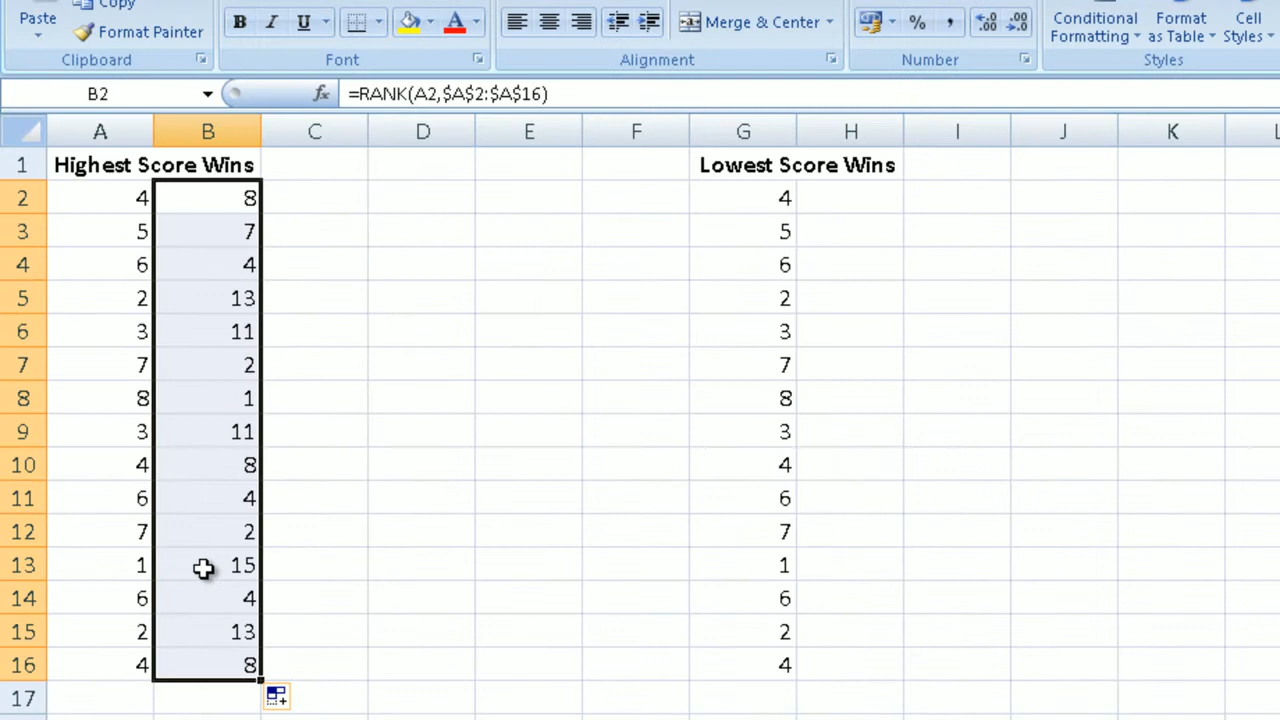 Paste Copy
Format Painter
B I U A
Merge & Center % ,
Conditional Formatting Format as Table Cell Styles
Clipboard Font Alignment Number Styles
B2 fx =RANK(A2,$A$2:$A$16)
A B C D E F G H I J K
1 Highest Score Wins Lowest Score Wins
2 4 8 4
3 5 7 5
4 6 4 6
5 2 13 2
6 3 11 3
7 7 2 7
8 8 1 8
9 3 11 3
10 4 8 4
11 6 4 6
12 7 2 7
13 1 15 1
14 6 4 6
15 2 13 2
16 4 8 4
17